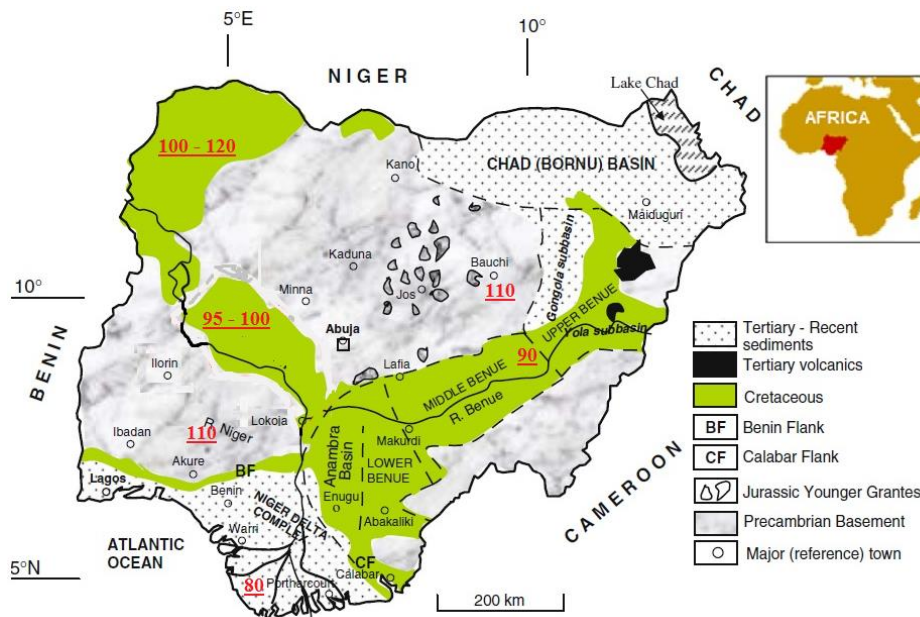 5°E
10°
NIGER
CHAD
Lake Chad
AFRICA
100 - 120
Kano
CHAD (BORNU) BASIN
Maiduguri
Gongola subbasin
Kaduna
Bauchi
Jos
110
10°
Minna
95 - 100
Abuja
UPPER BENUE
Yola subbasin
90
BENIN
Ilorin
Lafia
MIDDLE BENUE
R. Benue
Lokoja
R. Niger
110
Ibadan
Makurdi
Akure
BF
Anambra
Basin
LOWER
BENUE
CAMEROON
Lagos
Benin
Enugu
Abakaliki
NIGER DELTA
COMPLEX
Warri
ATLANTIC
OCEAN
CF
Calabar
5°N
80
Portharcourt
200 km
Tertiary - Recent
sediments
Tertiary volcanics
Cretaceous
BF Benin Flank
CF Calabar Flank
Jurassic Younger Grantes
Precambrian Basement
Major (reference) town